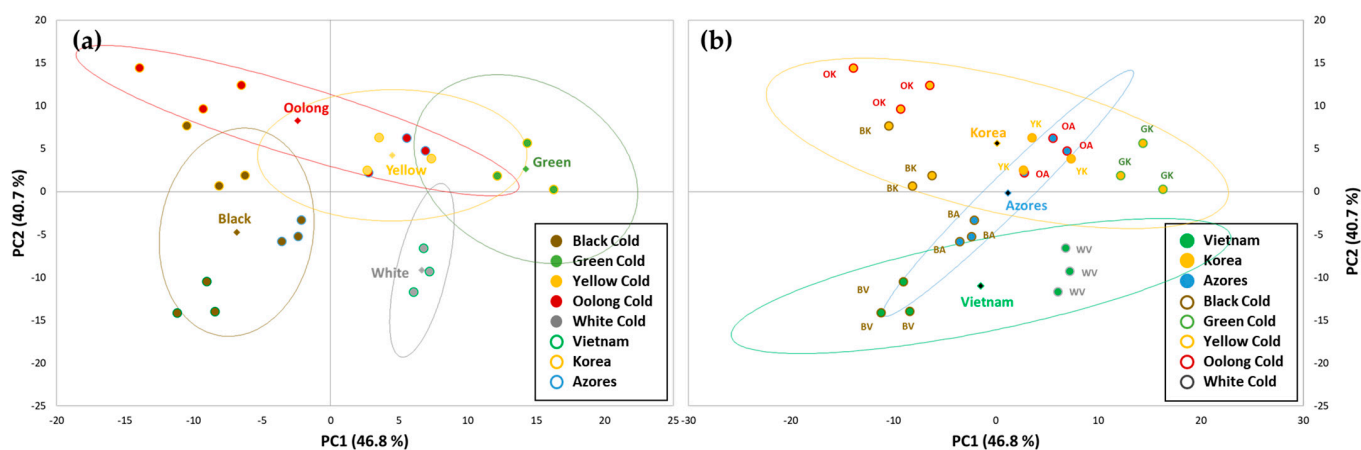 (a)
20
15
10
5
0
-5
-10
-15
-20
-25
PC2 (40.7 %)
Oolong
Yellow
Green
Black
White
Black Cold
Green Cold
Yellow Cold
Oolong Cold
White Cold
Vietnam
Korea
Azores
-20 -15 -10 -5 0 5 10 15 20 25
PC1 (46.8 %)
(b)
OK
OK
OK
BK
Korea
YK
OA
OA
GK
BK
YK
OA
YK
GK
GK
BK
Azores
BA
BA
BA
WV
WV
WV
BV
Vietnam
BV
BV
Vietnam
Korea
Azores
Black Cold
Green Cold
Yellow Cold
Oolong Cold
White Cold
20
15
10
5
0
-5
-10
-15
-20
-25
PC2 (40.7 %)
-30 -20 -10 0 10 20 30
PC1 (46.8 %)